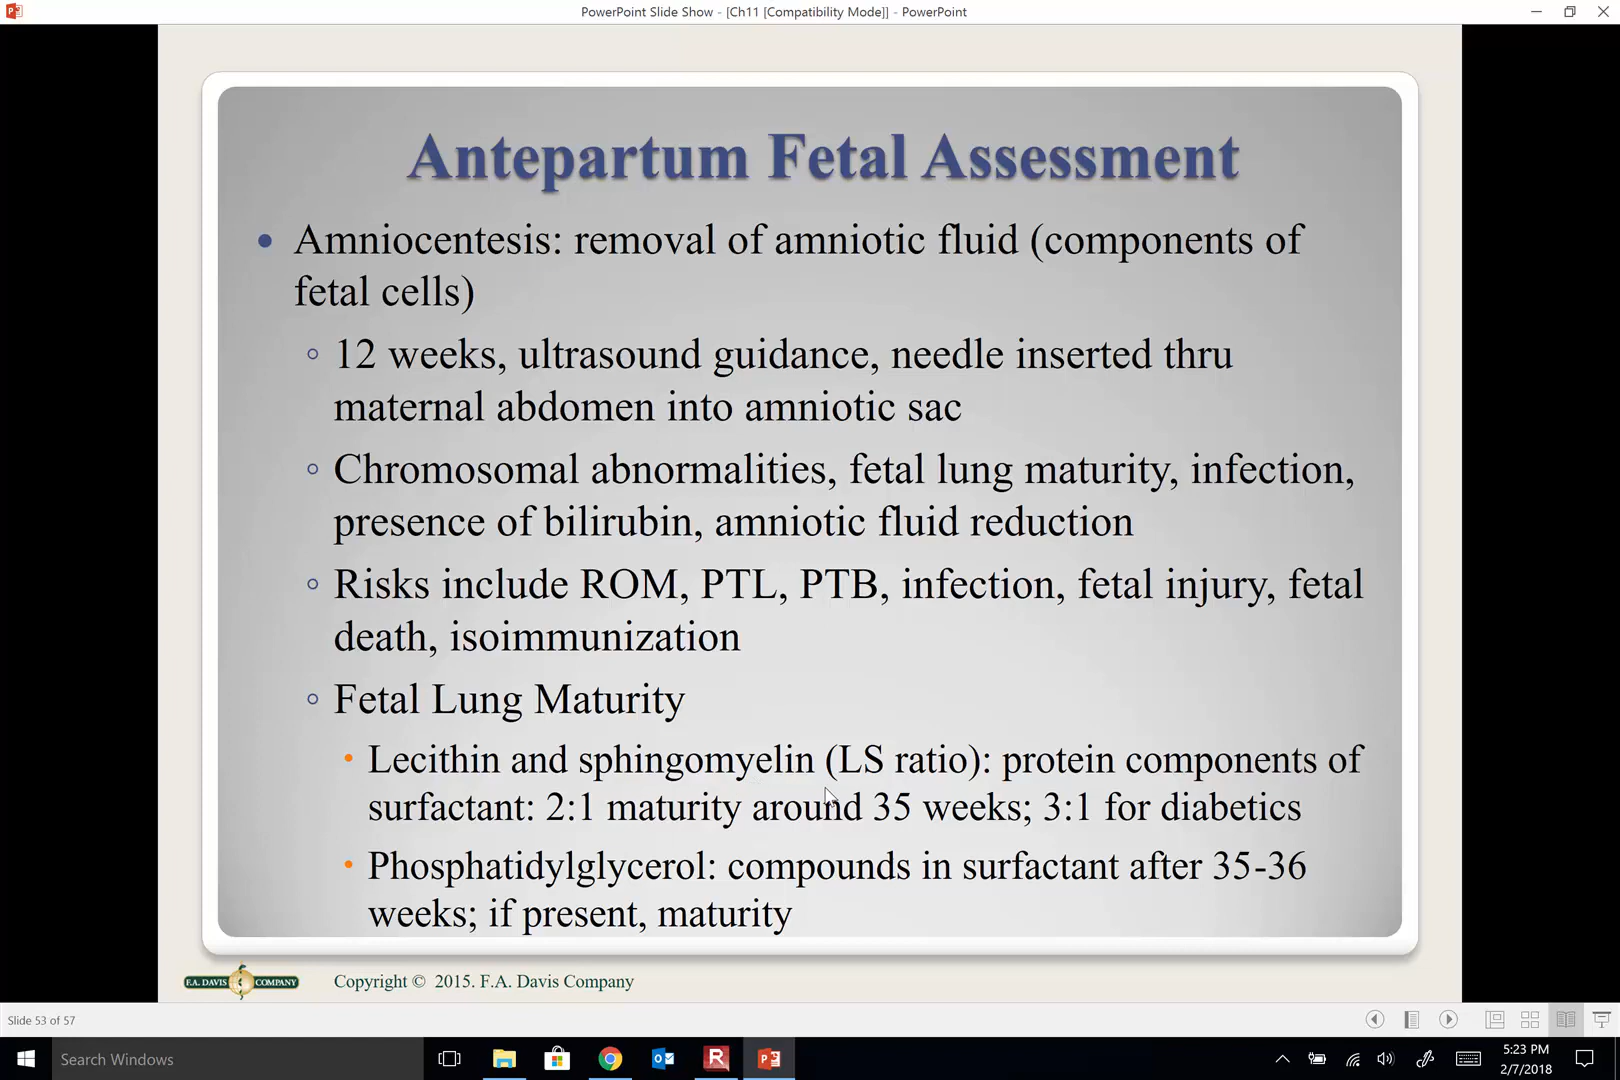 PowerPoint Slide Show - [Ch11 [Compatibility Mode]] - PowerPoint
Antepartum Fetal Assessment
Amniocentesis: removal of amniotic fluid (components of
fetal cells)
12 weeks, ultrasound guidance, needle inserted thru
maternal abdomen into amniotic sac
Chromosomal abnormalities, fetal lung maturity, infection,
presence of bilirubin, amniotic fluid reduction
Risks include ROM, PTL, PTB, infection, fetal injury, fetal
death, isoimmunization
Fetal Lung Maturity
Lecithin and sphingomyelin (LS ratio): protein components of
surfactant: 2:1 maturity around 35 weeks; 3:1 for diabetics
Phosphatidylglycerol: compounds in surfactant after 35-36
weeks; if present, maturity
F.A. DAVIS COMPANY
Copyright © 2015. F.A. Davis Company
Slide 53 of 57
Search Windows
5:23 PM
2/7/2018